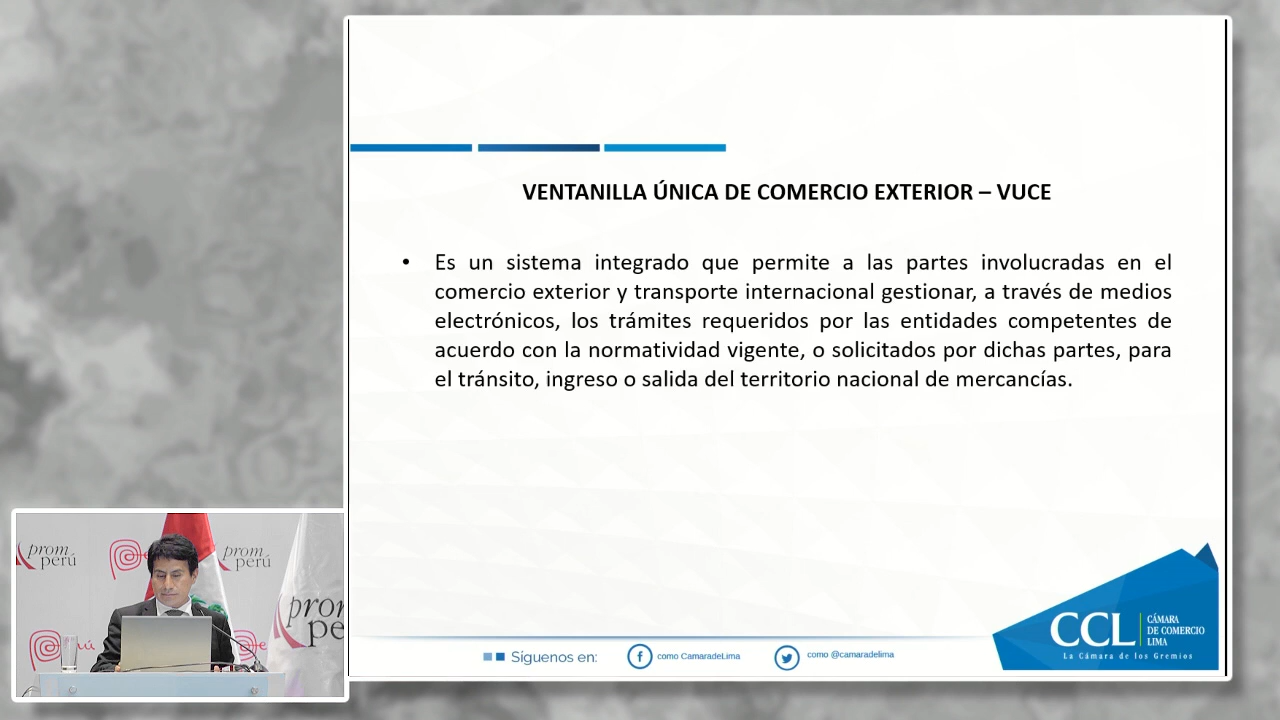 VENTANILLA ÚNICA DE COMERCIO EXTERIOR – VUCE
• Es un sistema integrado que permite a las partes involucradas en el
comercio exterior y transporte internacional gestionar, a través de medios
electrónicos, los trámites requeridos por las entidades competentes de
acuerdo con la normatividad vigente, o solicitados por dichas partes, para
el tránsito, ingreso o salida del territorio nacional de mercancías.
prom
perú
prom
perú
prom
pe
Síguenos en:
como CamaradeLima
como @camaradelima
CCL
CÁMARA
DE COMERCIO
LIMA
La Cámara de los Gremios